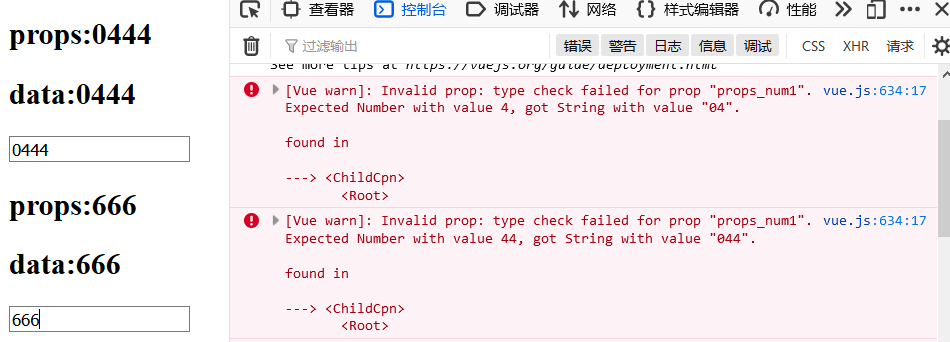 props:0444
data:0444
0444
props:666
data:666
666
查看器
控制台
调试器
网络
样式编辑器
性能
过滤输出
错误
警告
日志
信息
调试
CSS
XHR
请求
See more tips at https://vuejs.org/guide/deployment.html
[Vue warn]: Invalid prop: type check failed for prop "props_num1". vue.js:634:17
Expected Number with value 4, got String with value "04".
found in
---> <ChildCpn>
<Root>
[Vue warn]: Invalid prop: type check failed for prop "props_num1". vue.js:634:17
Expected Number with value 44, got String with value "044".
found in
---> <ChildCpn>
<Root>